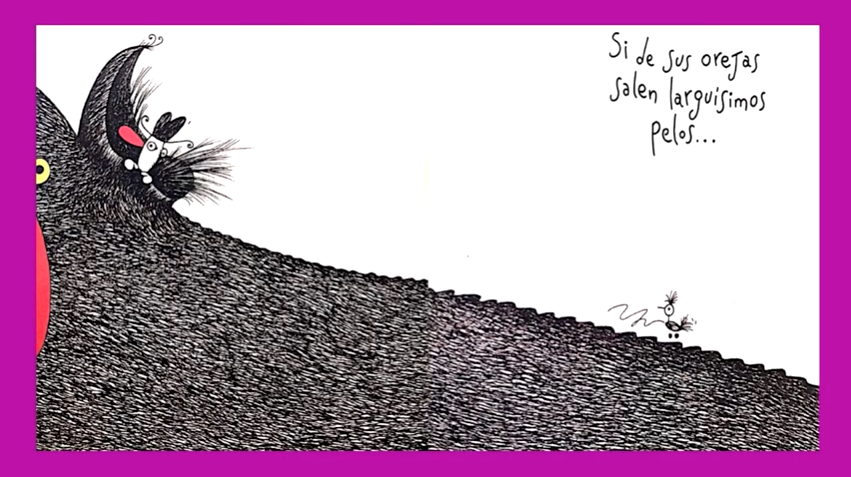 Si de sus orejas
salen larguísimos
pelos...